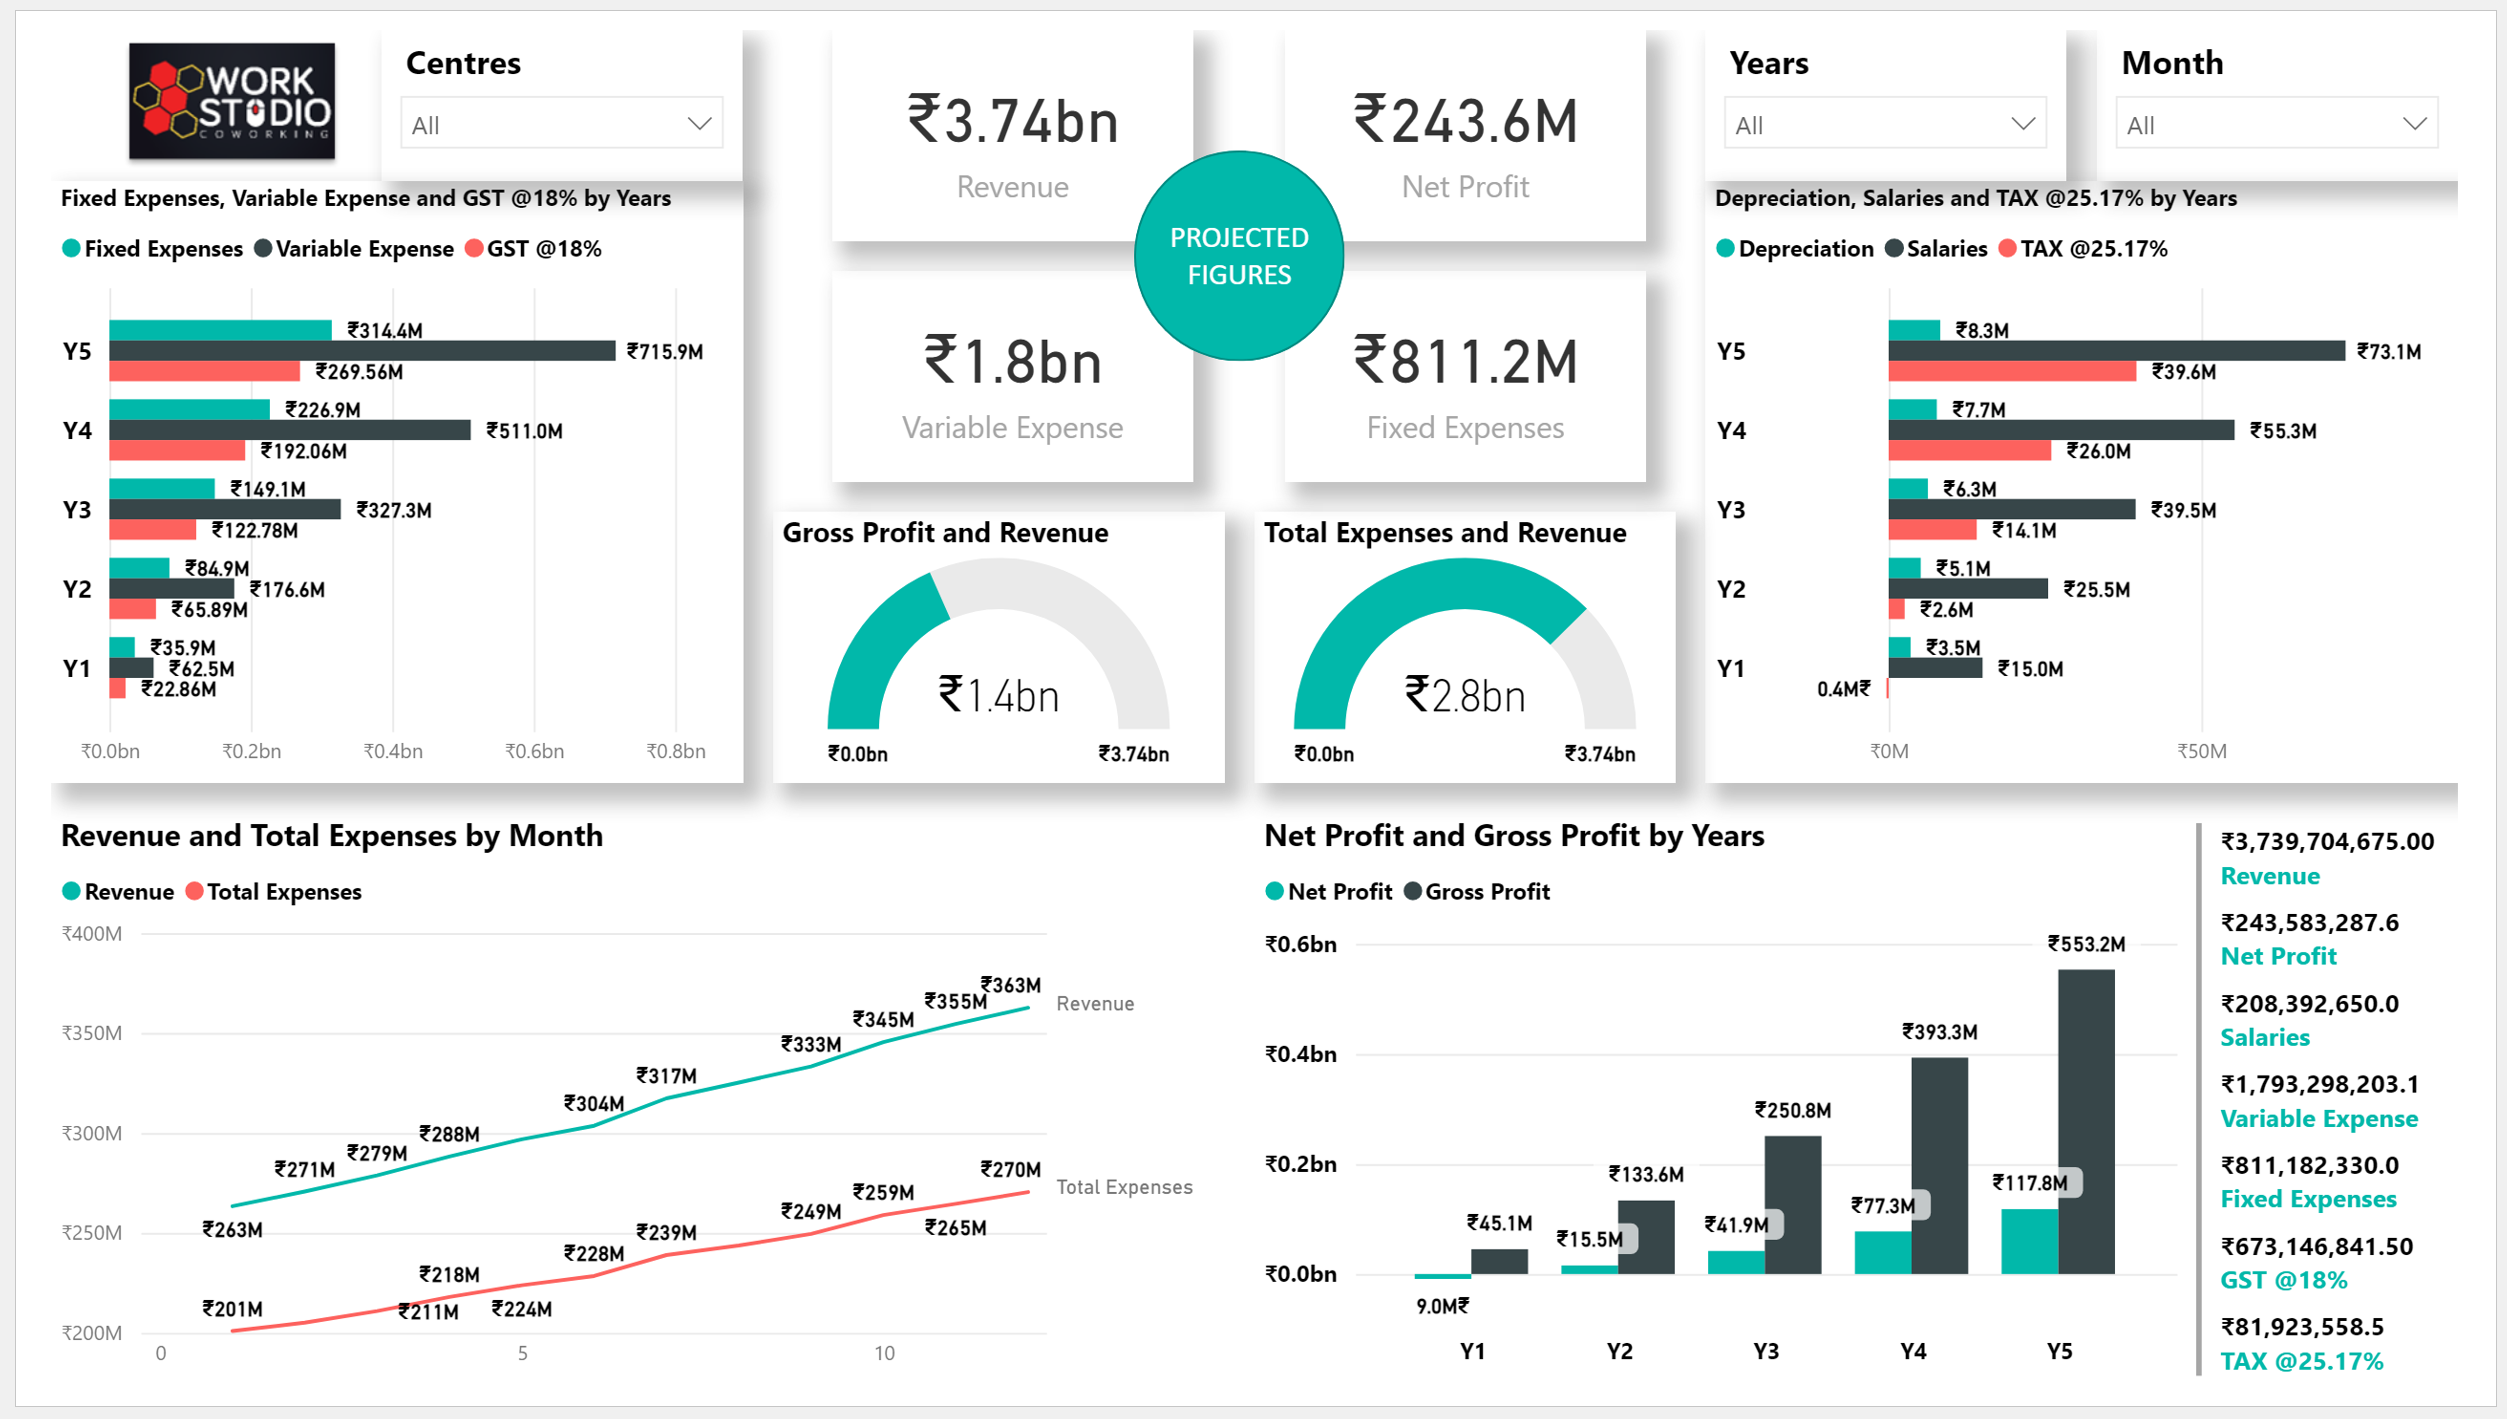 WORK
STUDIO
COWORKING
Centres
All
₹3.74bn
Revenue
₹243.6M
Net Profit
PROJECTED
FIGURES
₹1.8bn
Variable Expense
₹811.2M
Fixed Expenses
Years
All
Month
All
Fixed Expenses, Variable Expense and GST @18% by Years
Fixed Expenses Variable Expense GST @18%
Y5
₹314.4M
₹715.9M
₹269.56M
Y4
₹226.9M
₹511.0M
₹192.06M
Y3
₹149.1M
₹327.3M
₹122.78M
Y2
₹84.9M
₹176.6M
₹65.89M
Y1
₹35.9M
₹62.5M
₹22.86M
₹0.0bn ₹0.2bn ₹0.4bn ₹0.6bn ₹0.8bn
Gross Profit and Revenue
₹1.4bn
₹0.0bn ₹3.74bn
Total Expenses and Revenue
₹2.8bn
₹0.0bn ₹3.74bn
Depreciation, Salaries and TAX @25.17% by Years
Depreciation Salaries TAX @25.17%
Y5
₹8.3M
₹73.1M
₹39.6M
Y4
₹7.7M
₹55.3M
₹26.0M
Y3
₹6.3M
₹39.5M
₹14.1M
Y2
₹5.1M
₹25.5M
₹2.6M
Y1
₹3.5M
₹15.0M
0.4M₹
₹0M ₹50M
Revenue and Total Expenses by Month
Revenue Total Expenses
₹400M
₹350M
₹300M
₹250M
₹200M
₹263M
₹271M
₹279M
₹288M
₹304M
₹317M
₹333M
₹345M
₹355M
₹363M
Revenue
₹201M
₹211M
₹218M
₹224M
₹228M
₹239M
₹249M
₹259M
₹265M
₹270M
Total Expenses
0 5 10
Net Profit and Gross Profit by Years
Net Profit Gross Profit
₹0.6bn
₹0.4bn
₹0.2bn
₹0.0bn
9.0M₹
₹45.1M
₹15.5M
₹133.6M
₹41.9M
₹250.8M
₹77.3M
₹393.3M
₹117.8M
₹553.2M
Y1 Y2 Y3 Y4 Y5
₹3,739,704,675.00
Revenue
₹243,583,287.6
Net Profit
₹208,392,650.0
Salaries
₹1,793,298,203.1
Variable Expense
₹811,182,330.0
Fixed Expenses
₹673,146,841.50
GST @18%
₹81,923,558.5
TAX @25.17%